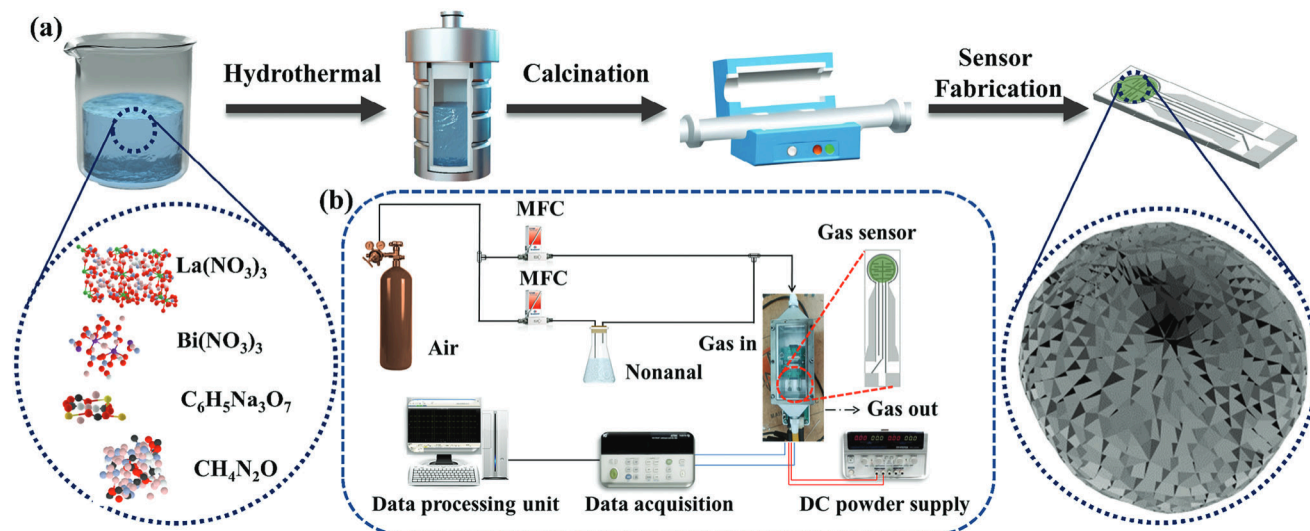 (a)
Hydrothermal
Calcination
Sensor
Fabrication
La(NO₃)₃
Bi(NO₃)₃
C₆H₅Na₃O₇
CH₄N₂O
(b)
MFC
MFC
Air
Nonanal
Gas in
Gas sensor
Gas out
Data processing unit
Data acquisition
DC powder supply